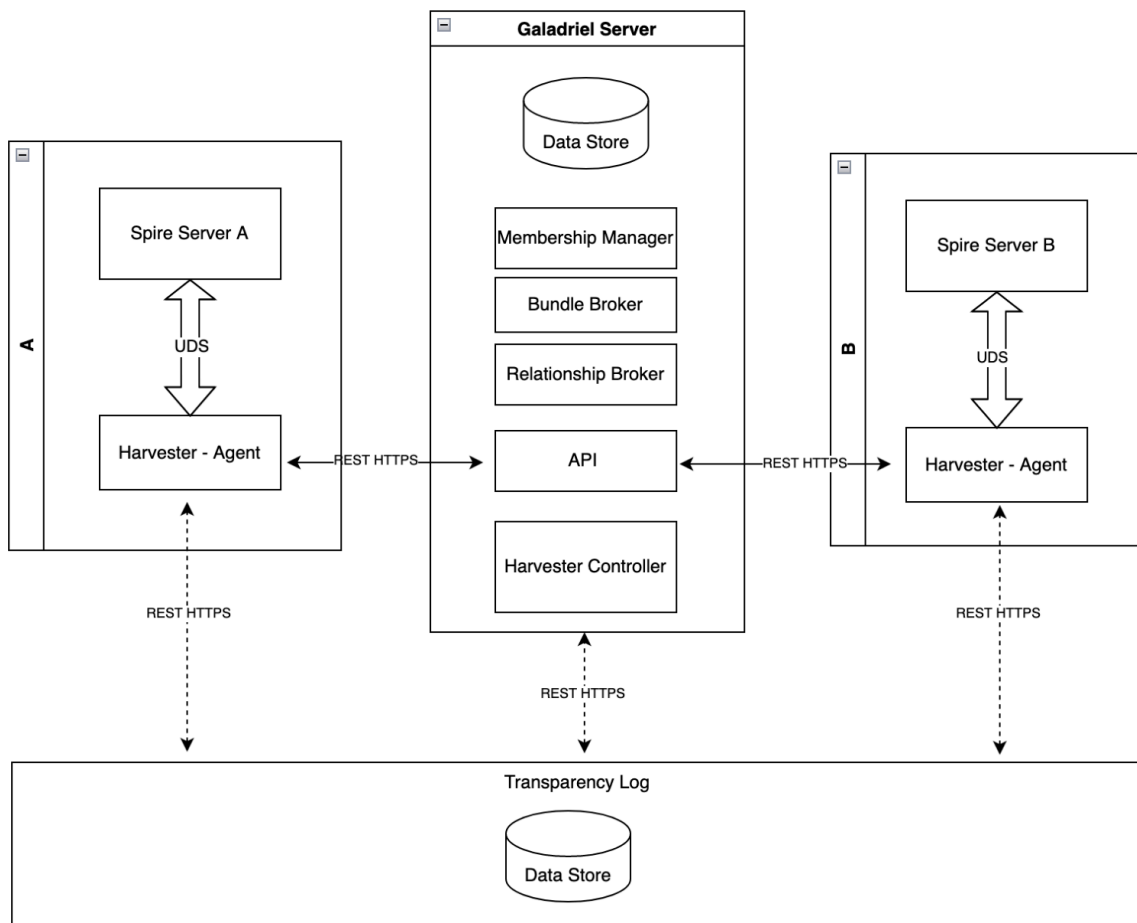 Galadriel Server
Data Store
Membership Manager
Bundle Broker
Relationship Broker
API
Harvester Controller
A
Spire Server A
UDS
Harvester - Agent
REST HTTPS
REST HTTPS
B
Spire Server B
UDS
Harvester - Agent
REST HTTPS
REST HTTPS
REST HTTPS
Transparency Log
Data Store